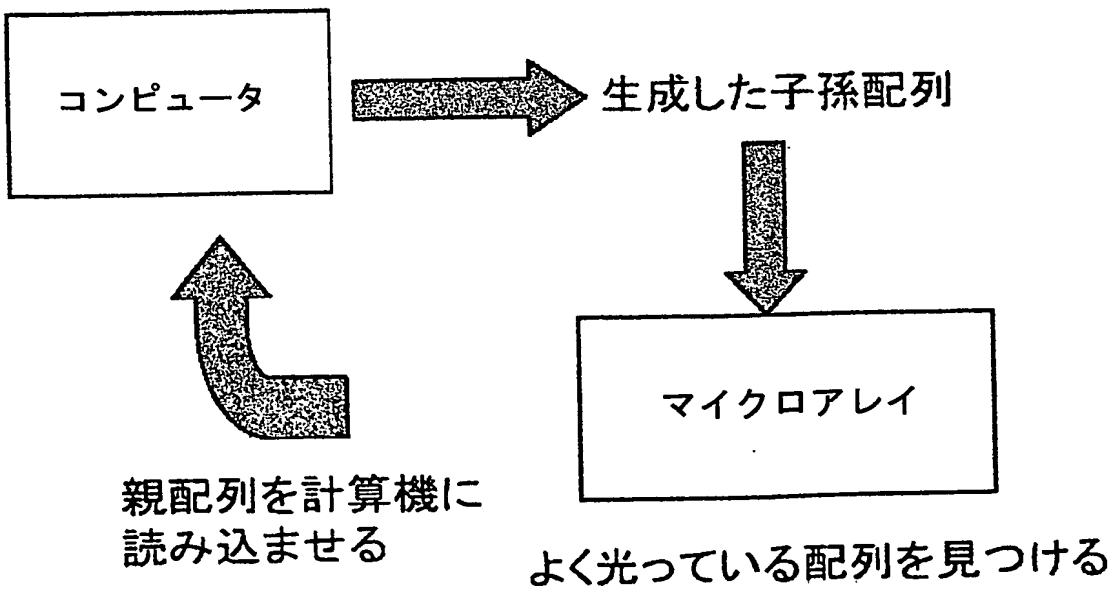 コンピュータ
生成した子孫配列
マイクロアレイ
親配列を計算機に
読み込ませる
よく光っている配列を見つける